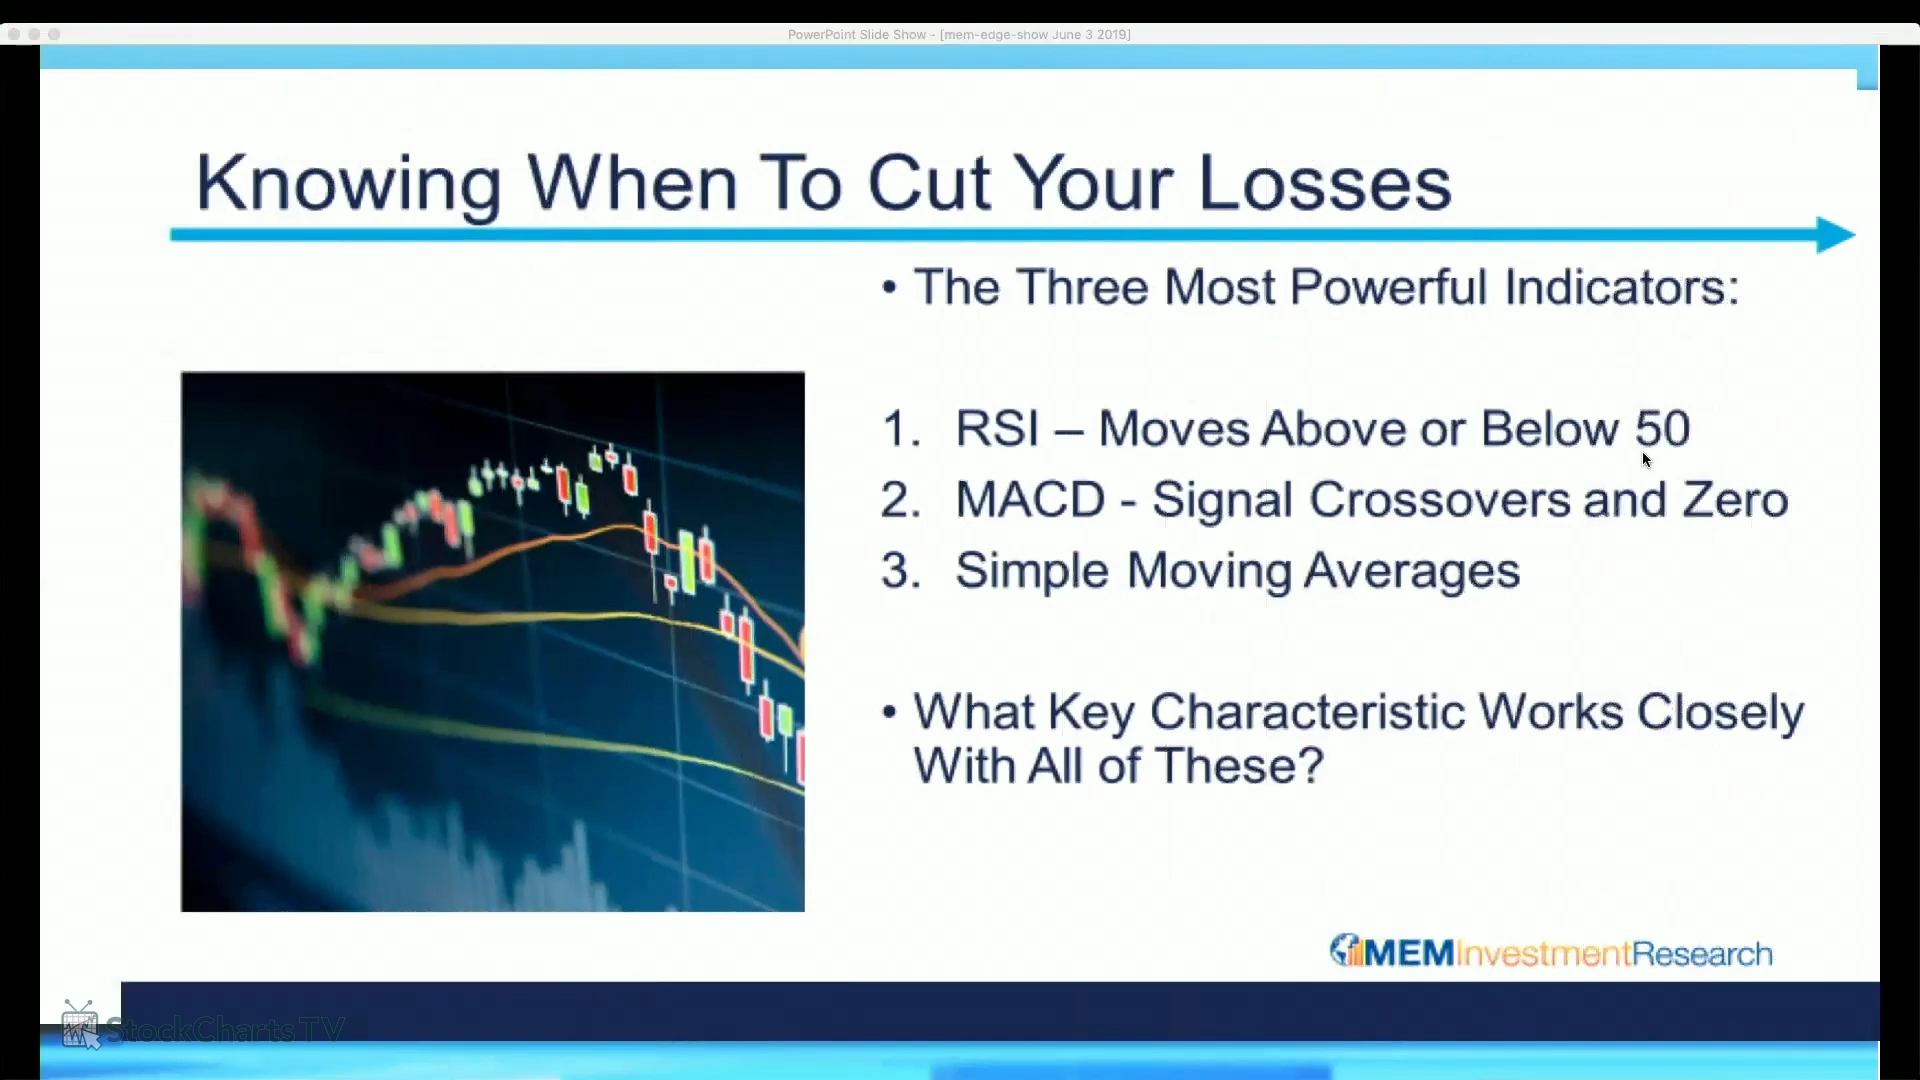 PowerPoint Slide Show - [mem-edge-show June 3 2019]
Knowing When To Cut Your Losses
• The Three Most Powerful Indicators:
1. RSI – Moves Above or Below 50
2. MACD - Signal Crossovers and Zero
3. Simple Moving Averages
• What Key Characteristic Works Closely
With All of These?
MEMInvestmentResearch
StockChartsTV